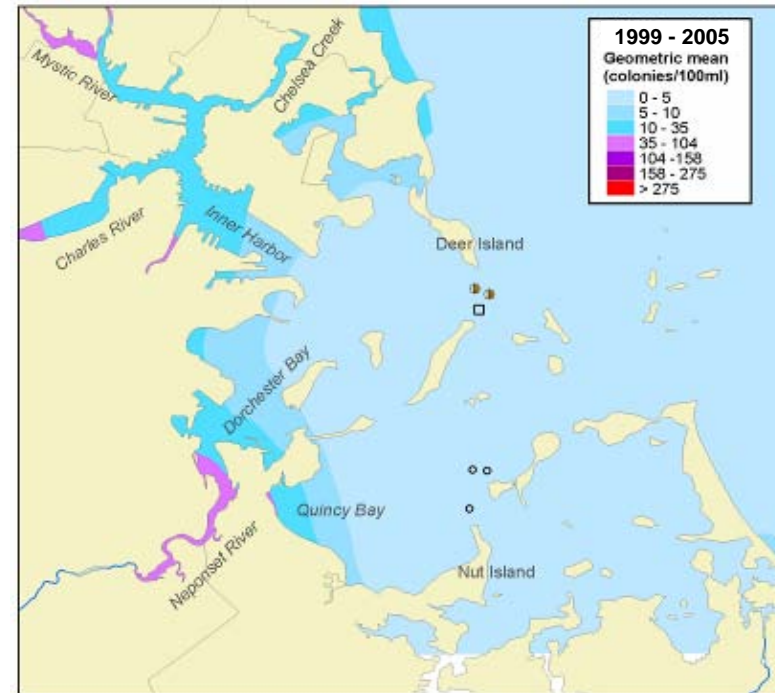 1999 - 2005
Geometric mean
(colonies/100ml)
0 - 5
5 - 10
10 - 35
35 - 104
104 -158
158 - 275
> 275
Mystic River
Chelsea Creek
Charles River
Inner Harbor
Deer Island
Dorchester Bay
Quincy Bay
Neponset River
Nut Island